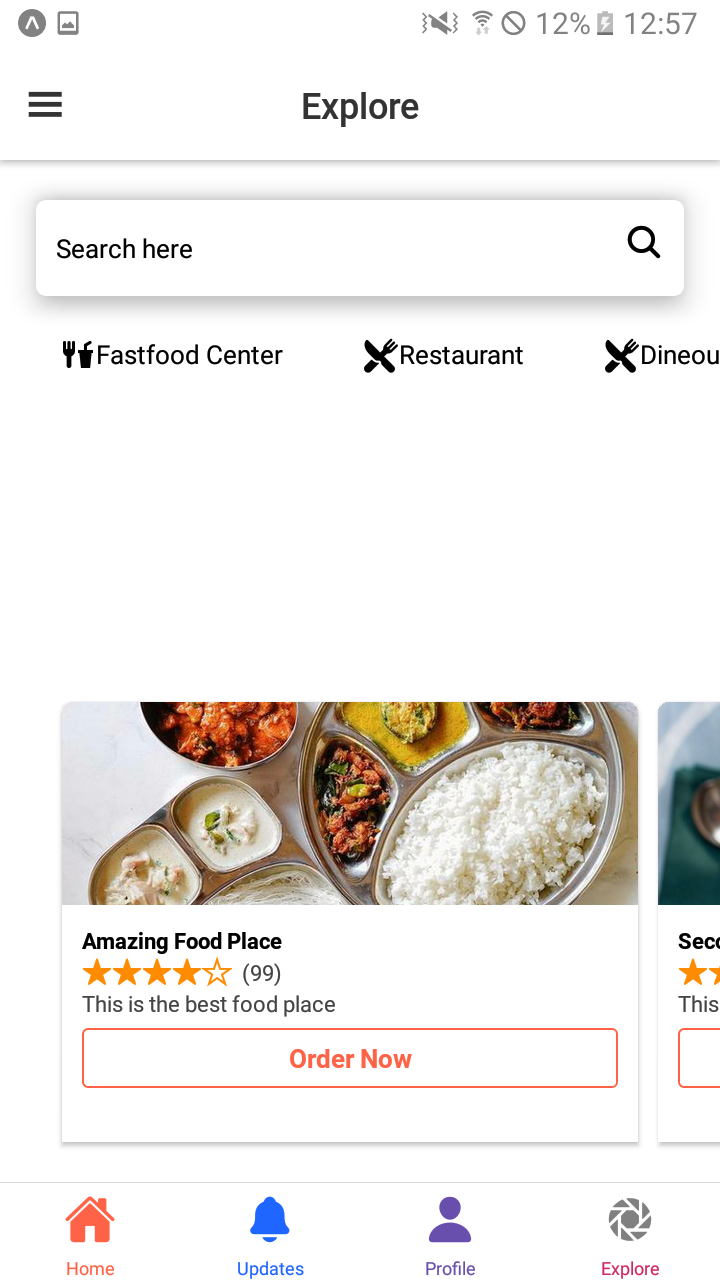 12% 12:57
Explore
Search here
Fastfood Center Restaurant Dineou
Amazing Food Place
(99)
This is the best food place
Order Now
Seco
This
Home Updates Profile Explore